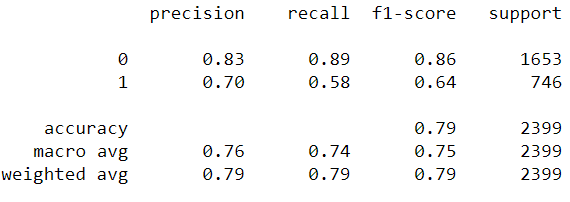 precision recall f1-score support
0 0.83 0.89 0.86 1653
1 0.70 0.58 0.64 746
accuracy 0.79 2399
macro avg 0.76 0.74 0.75 2399
weighted avg 0.79 0.79 0.79 2399